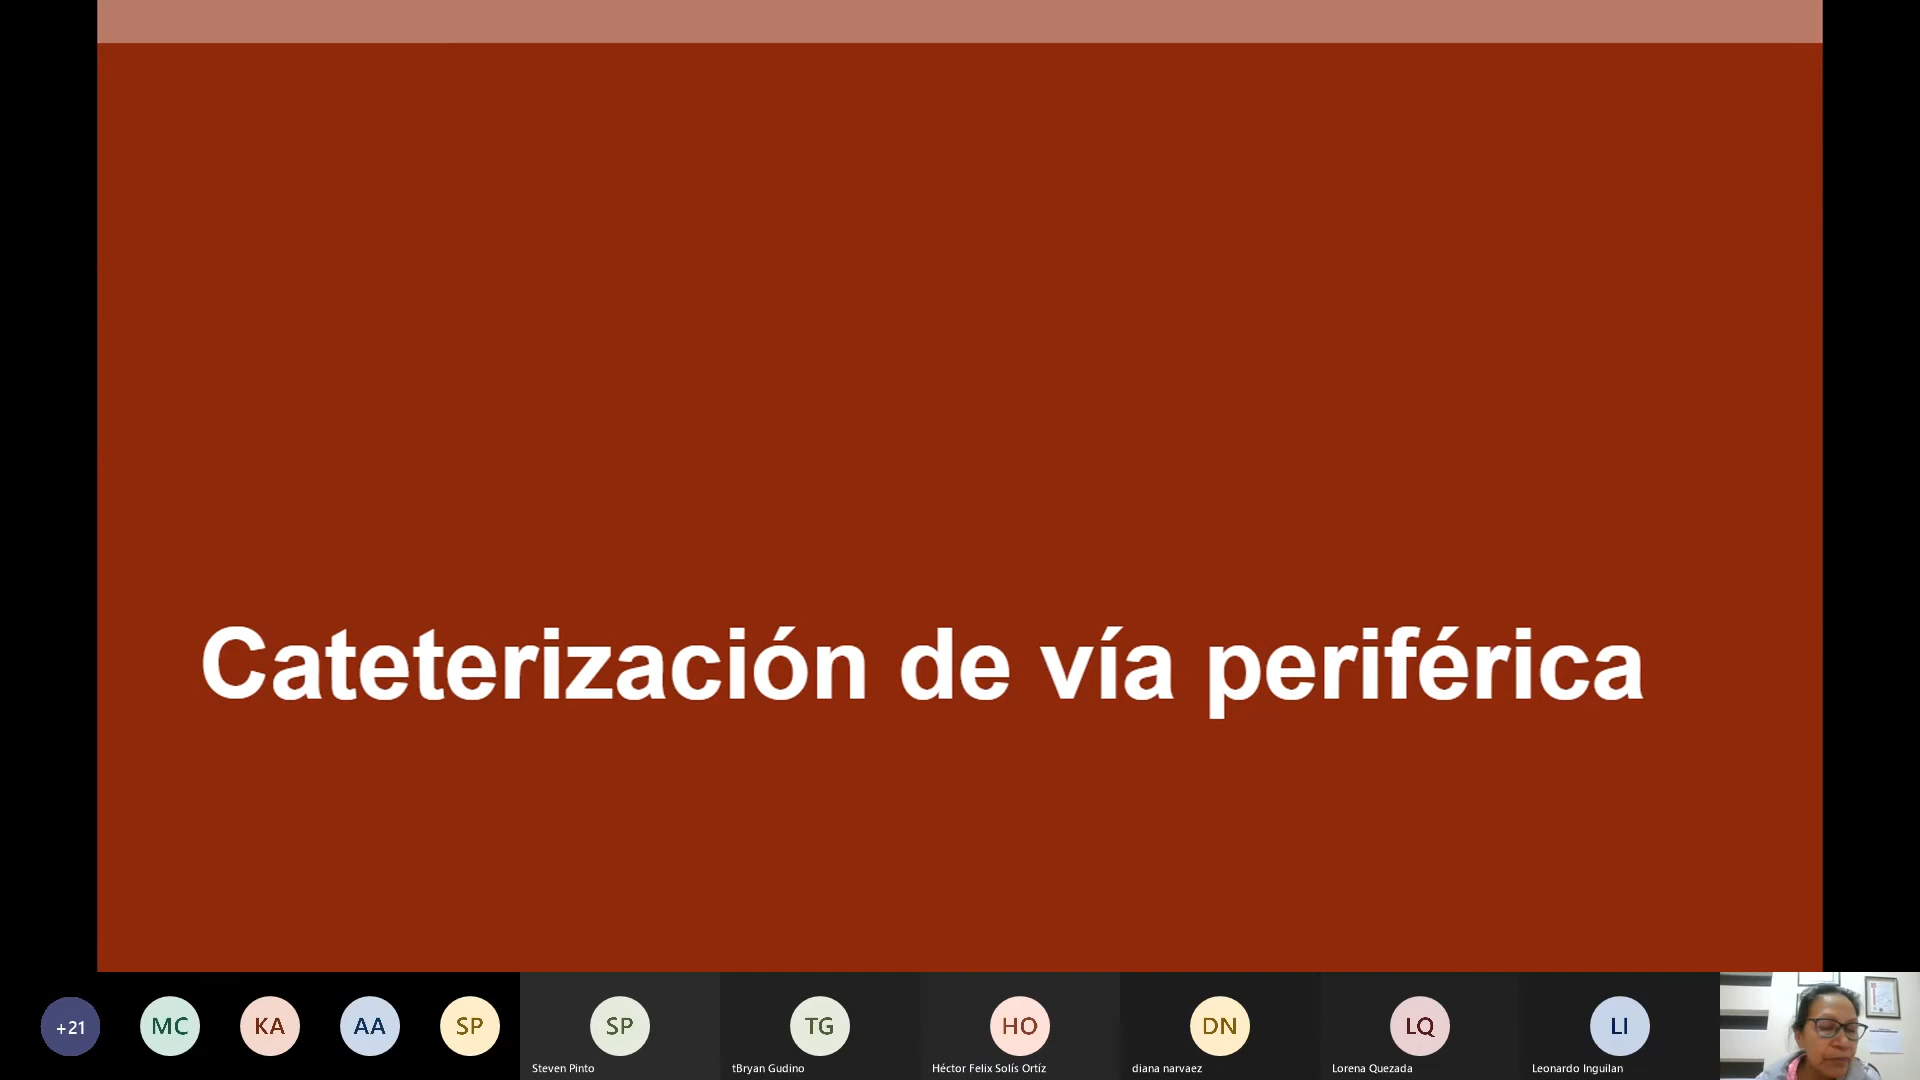 Cateterización de vía periférica
+21
MC
KA
AA
SP
SP
TG
HO
DN
LQ
LI
Steven Pinto
tBryan Gudino
Héctor Felix Solís Ortíz
diana narvaez
Lorena Quezada
Leonardo Inguilan